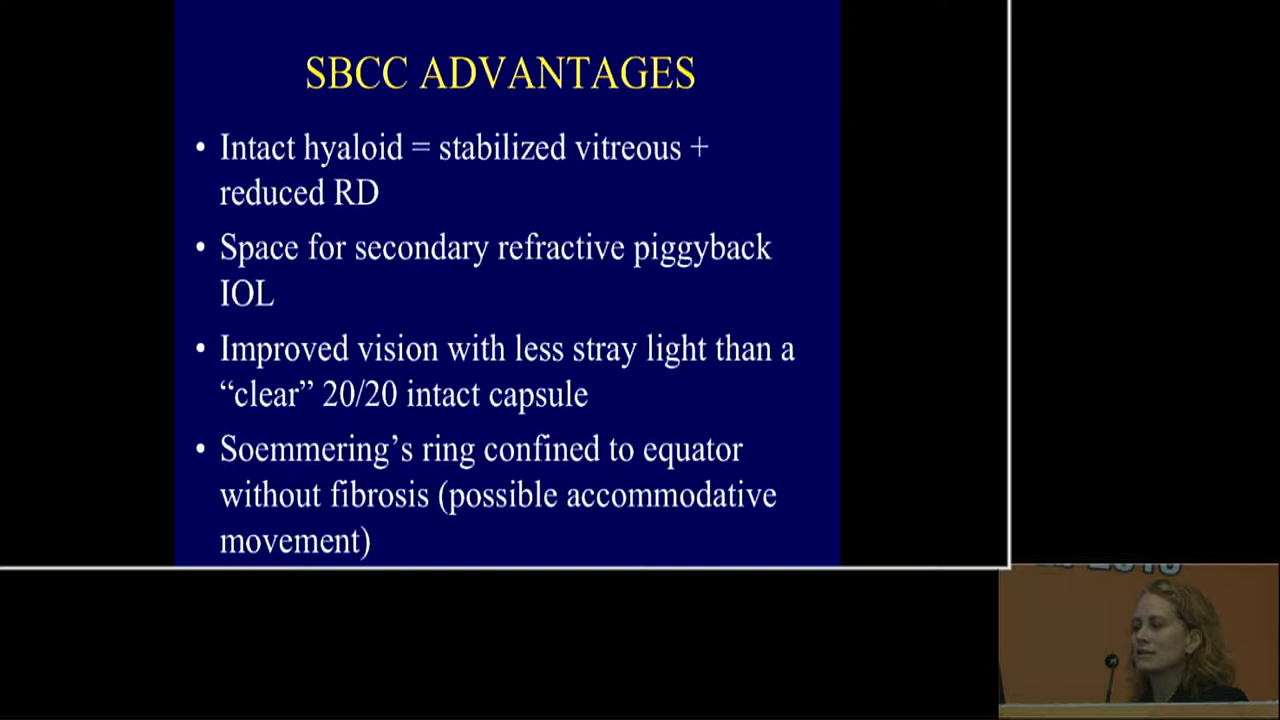 SBCC ADVANTAGES
• Intact hyaloid = stabilized vitreous +
reduced RD
• Space for secondary refractive piggyback
IOL
• Improved vision with less stray light than a
“clear” 20/20 intact capsule
• Soemmering’s ring confined to equator
without fibrosis (possible accommodative
movement)